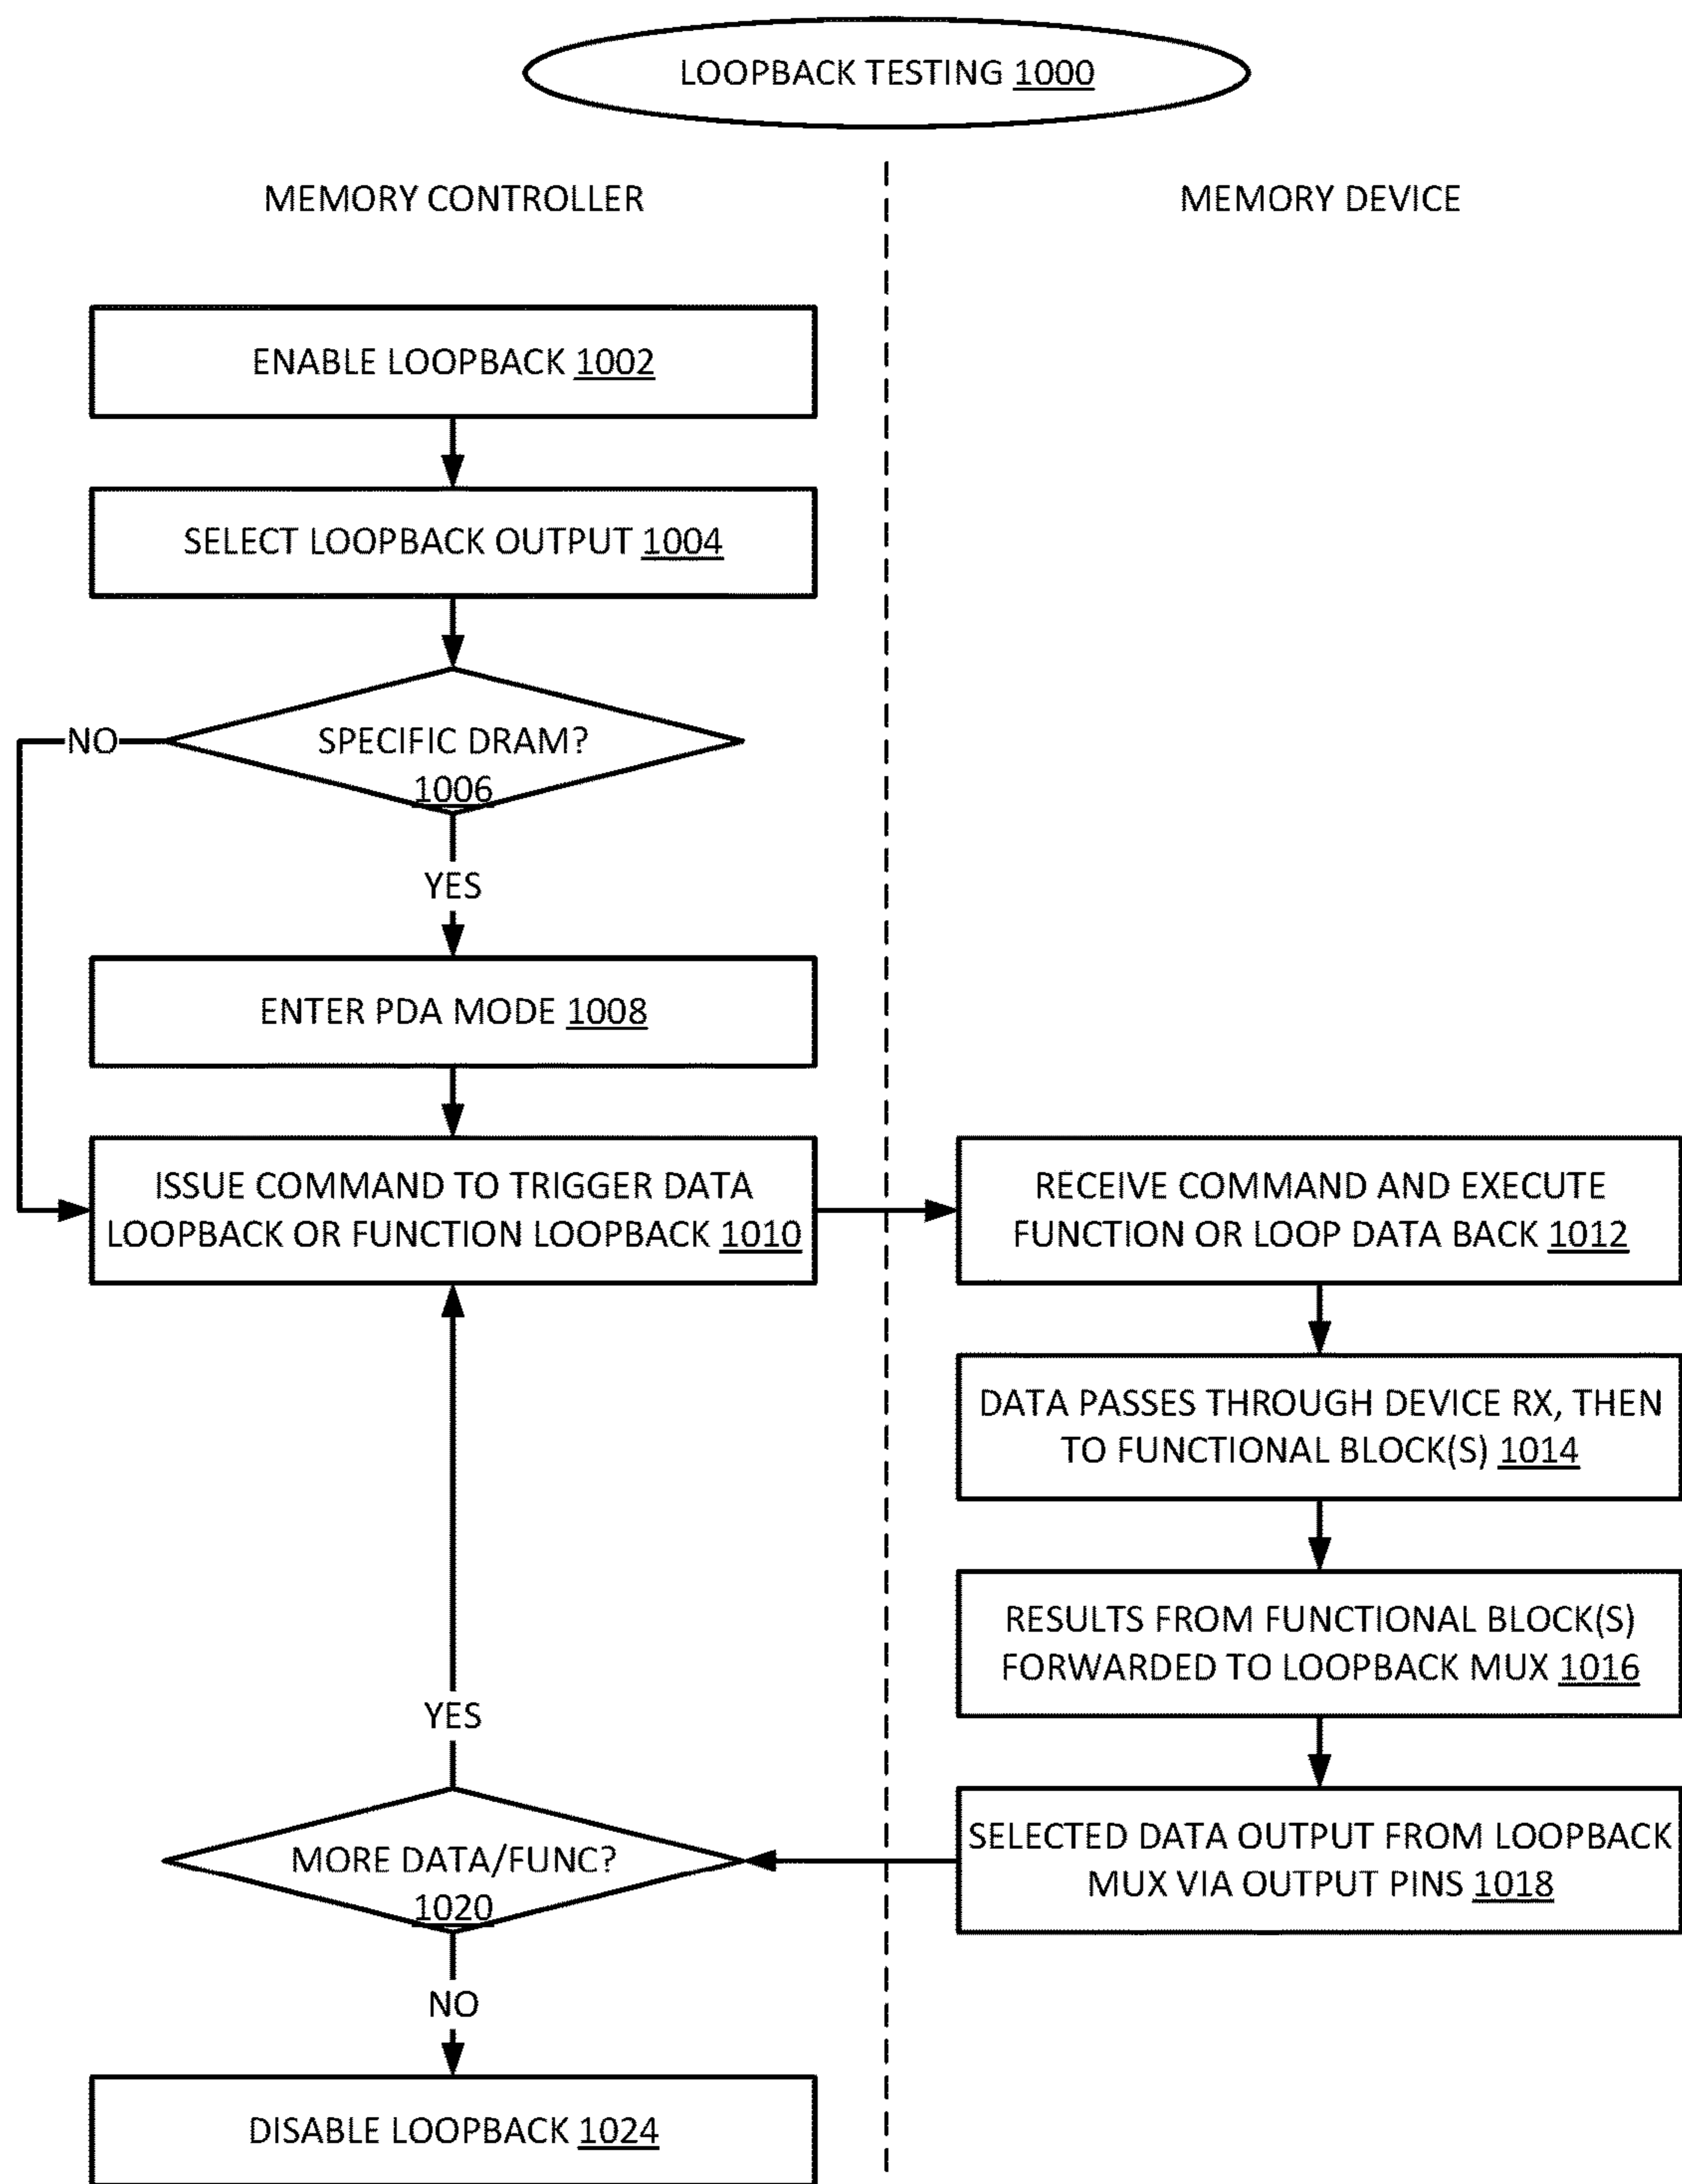 LOOPBACK TESTING 1000
MEMORY CONTROLLER
MEMORY DEVICE
ENABLE LOOPBACK 1002
SELECT LOOPBACK OUTPUT 1004
SPECIFIC DRAM?
1006
NO
YES
ENTER PDA MODE 1008
ISSUE COMMAND TO TRIGGER DATA
LOOPBACK OR FUNCTION LOOPBACK 1010
RECEIVE COMMAND AND EXECUTE
FUNCTION OR LOOP DATA BACK 1012
DATA PASSES THROUGH DEVICE RX, THEN
TO FUNCTIONAL BLOCK(S) 1014
RESULTS FROM FUNCTIONAL BLOCK(S)
FORWARDED TO LOOPBACK MUX 1016
SELECTED DATA OUTPUT FROM LOOPBACK
MUX VIA OUTPUT PINS 1018
YES
MORE DATA/FUNC?
1020
NO
DISABLE LOOPBACK 1024